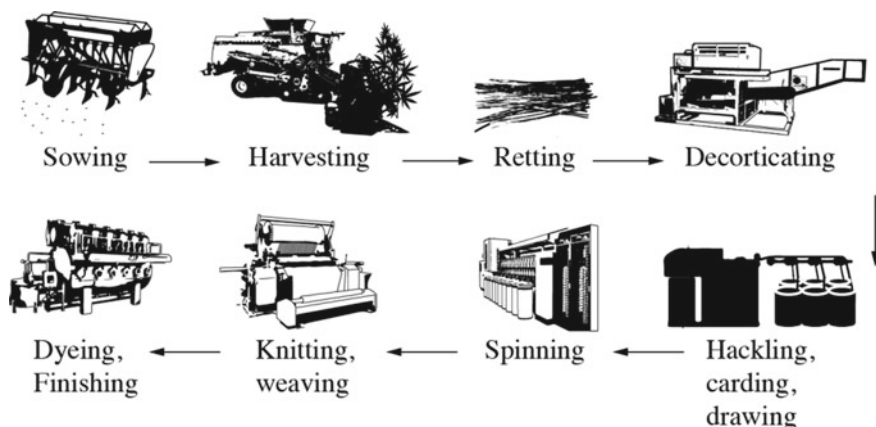 Sowing
Harvesting
Retting
Decorticating
Dyeing,
Finishing
Knitting,
weaving
Spinning
Hackling,
carding,
drawing